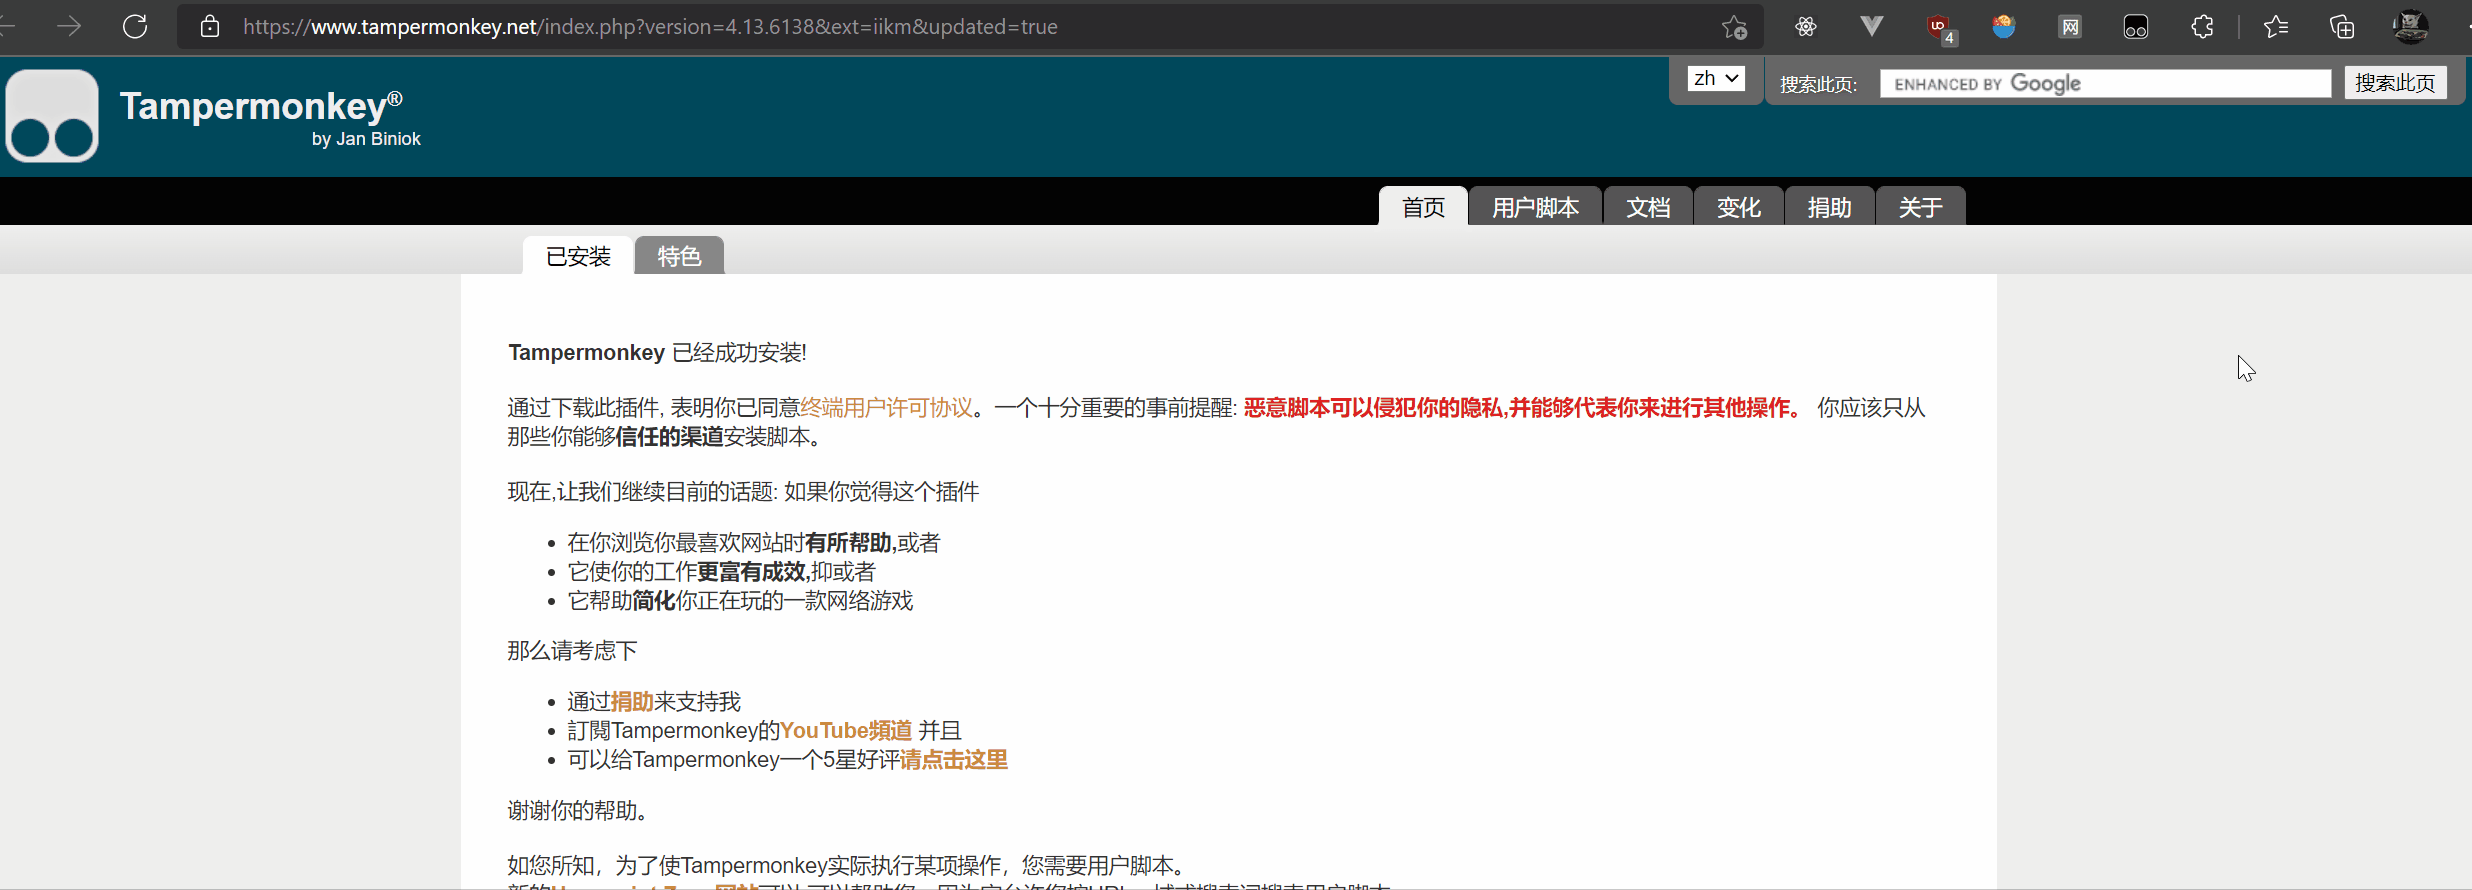 https://www.tampermonkey.net/index.php?version=4.13.6138&ext=iikm&updated=true
4
Tampermonkey®
by Jan Biniok
zh
搜索此页:
ENHANCED BY Google
搜索此页
首页
用户脚本
文档
变化
捐助
关于
已安装
特色
Tampermonkey 已经成功安装!
通过下载此插件, 表明你已同意终端用户许可协议。一个十分重要的事前提醒: 恶意脚本可以侵犯你的隐私,并能够代表你来进行其他操作。 你应该只从
那些你能够信任的渠道安装脚本。
现在,让我们继续目前的话题: 如果你觉得这个插件
在你浏览你最喜欢网站时有所帮助,或者
它使你的工作更富有成效,抑或者
它帮助简化你正在玩的一款网络游戏
那么请考虑下
通过捐助来支持我
訂閱Tampermonkey的YouTube頻道 并且
可以给Tampermonkey一个5星好评请点击这里
谢谢你的帮助。
如您所知，为了使Tampermonkey实际执行某项操作，您需要用户脚本。